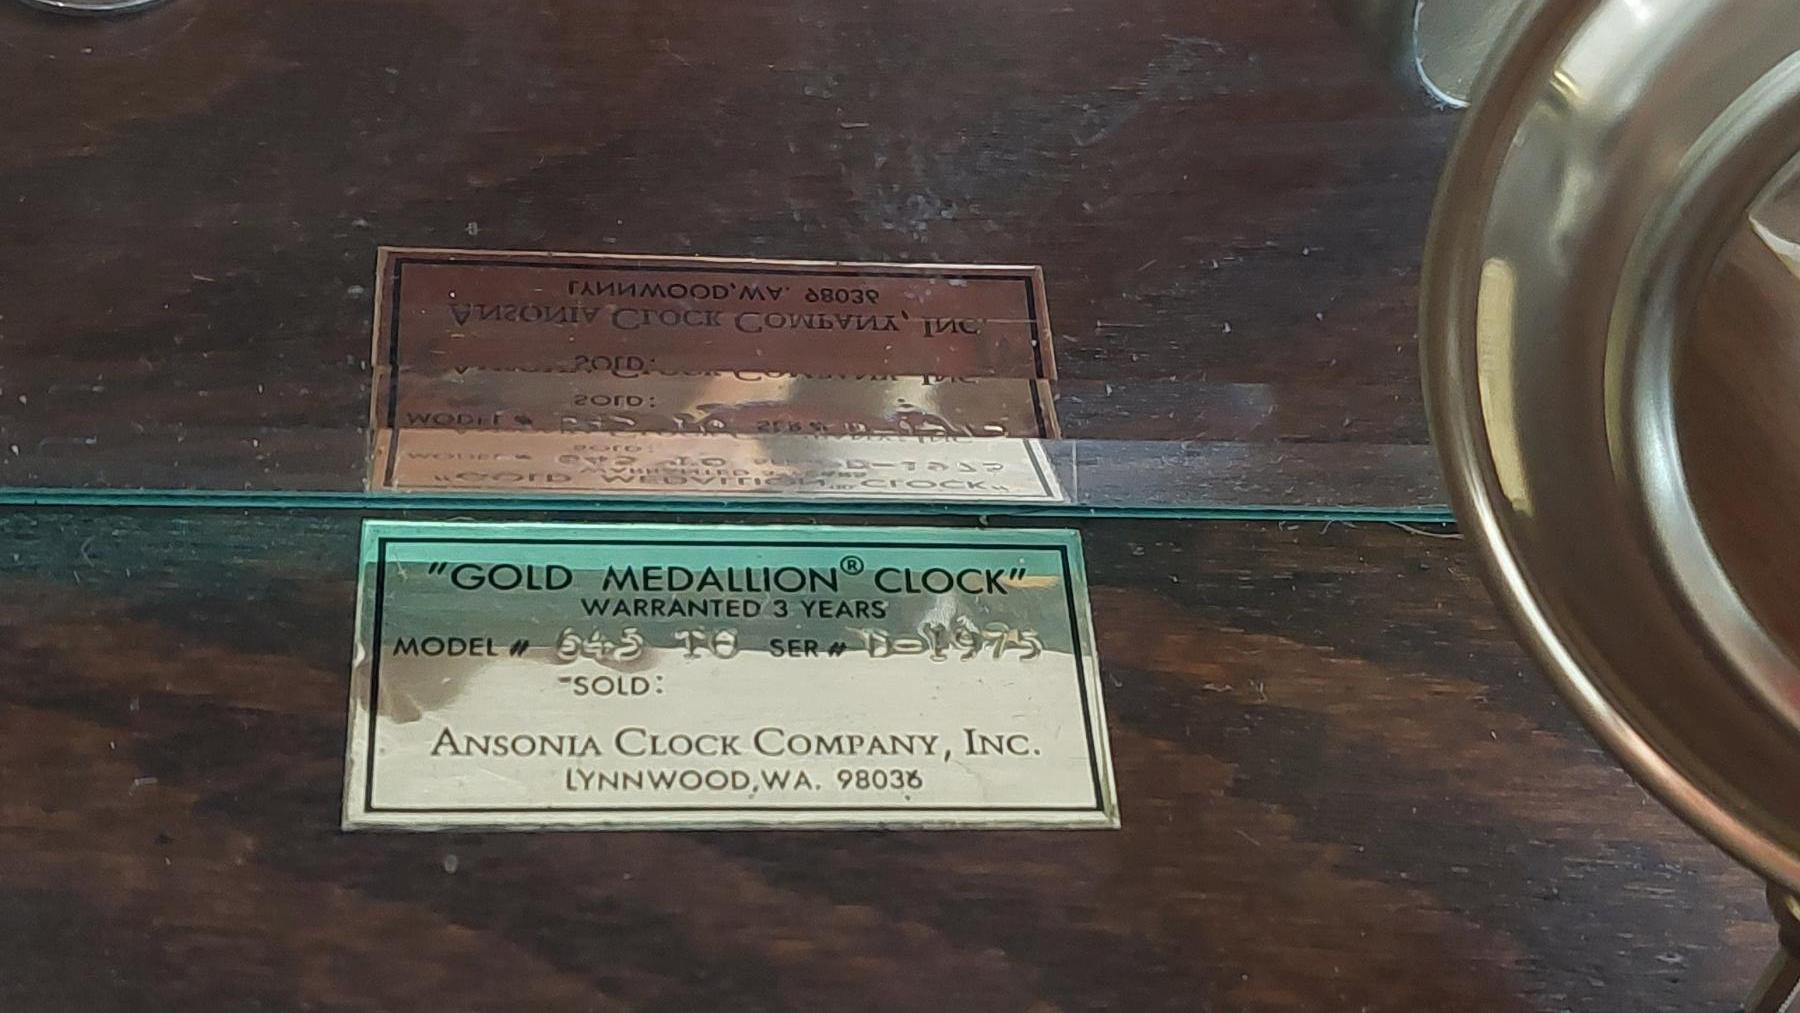 "GOLD MEDALLION® CLOCK"
WARRANTED 3 YEARS
MODEL # 645 TO SER # D-1975
SOLD:
ANSONIA CLOCK COMPANY, INC.
LYNNWOOD, WA. 98036